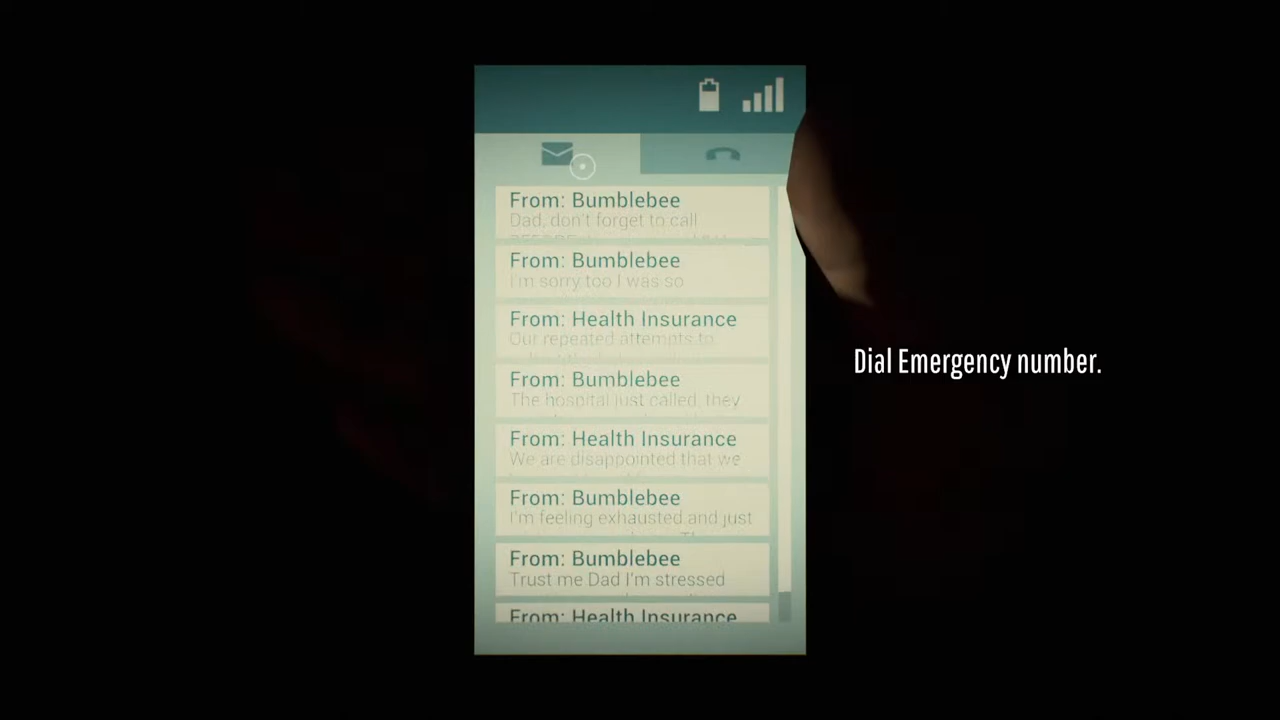 From: Bumblebee
Dad, don't forget to call
From: Bumblebee
I'm sorry too I was so
From: Health Insurance
Our repeated attempts to
From: Bumblebee
The hospital just called, they
From: Health Insurance
We are disappointed that we
From: Bumblebee
I'm feeling exhausted and just
From: Bumblebee
Trust me Dad I'm stressed
From: Health Insurance
Dial Emergency number.